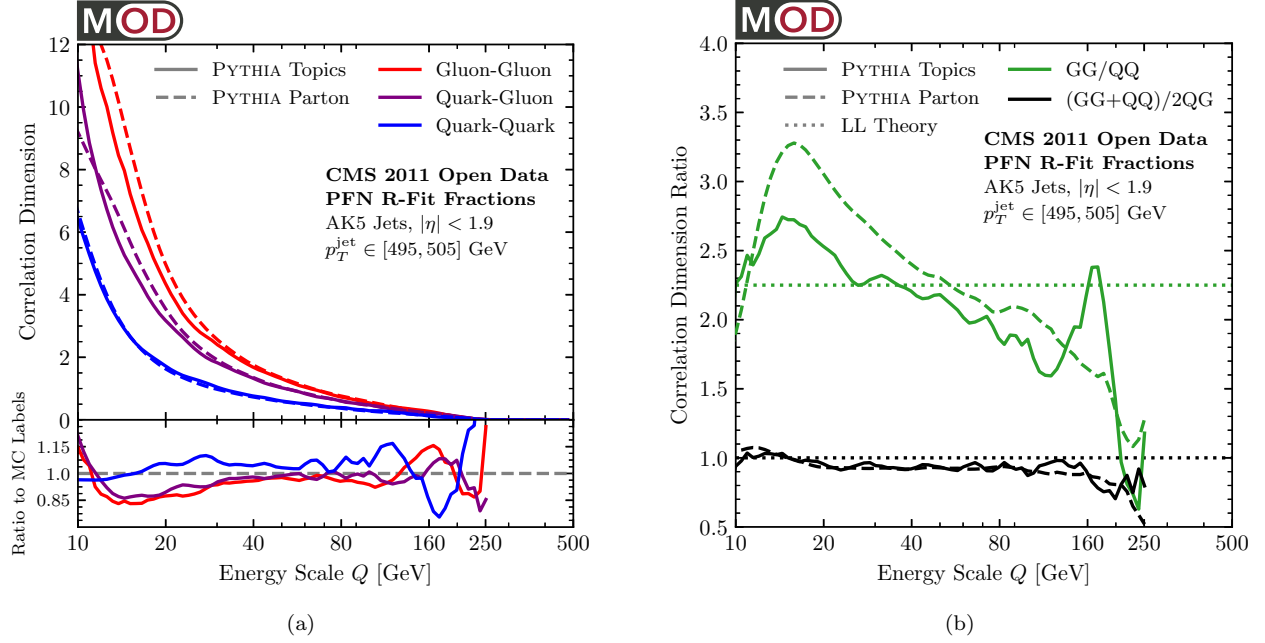 MOD
12
10
8
6
4
2
0
Correlation Dimension
PYTHIA Topics
PYTHIA Parton
Gluon-Gluon
Quark-Gluon
Quark-Quark
CMS 2011 Open Data
PFN R-Fit Fractions
AK5 Jets, |η| < 1.9
p_T^jet ∈ [495, 505] GeV
1.15
1.0
0.85
Ratio to MC Labels
10 20 40 80 160 250 500
Energy Scale Q [GeV]
(a)
MOD
4.0
3.5
3.0
2.5
2.0
1.5
1.0
0.5
Correlation Dimension Ratio
PYTHIA Topics
PYTHIA Parton
LL Theory
GG/QQ
(GG+QQ)/2QG
CMS 2011 Open Data
PFN R-Fit Fractions
AK5 Jets, |η| < 1.9
p_T^jet ∈ [495, 505] GeV
10 20 40 80 160 250 500
Energy Scale Q [GeV]
(b)